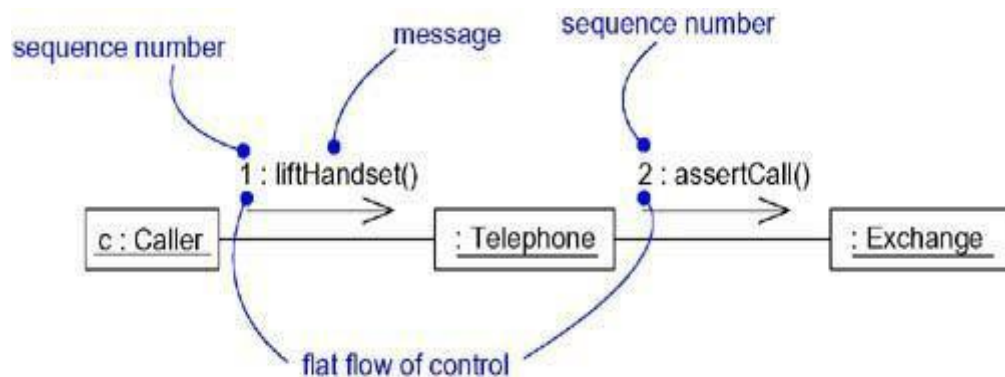 sequence number
message
sequence number
1 : liftHandset()
2 : assertCall()
c : Caller
: Telephone
: Exchange
flat flow of control